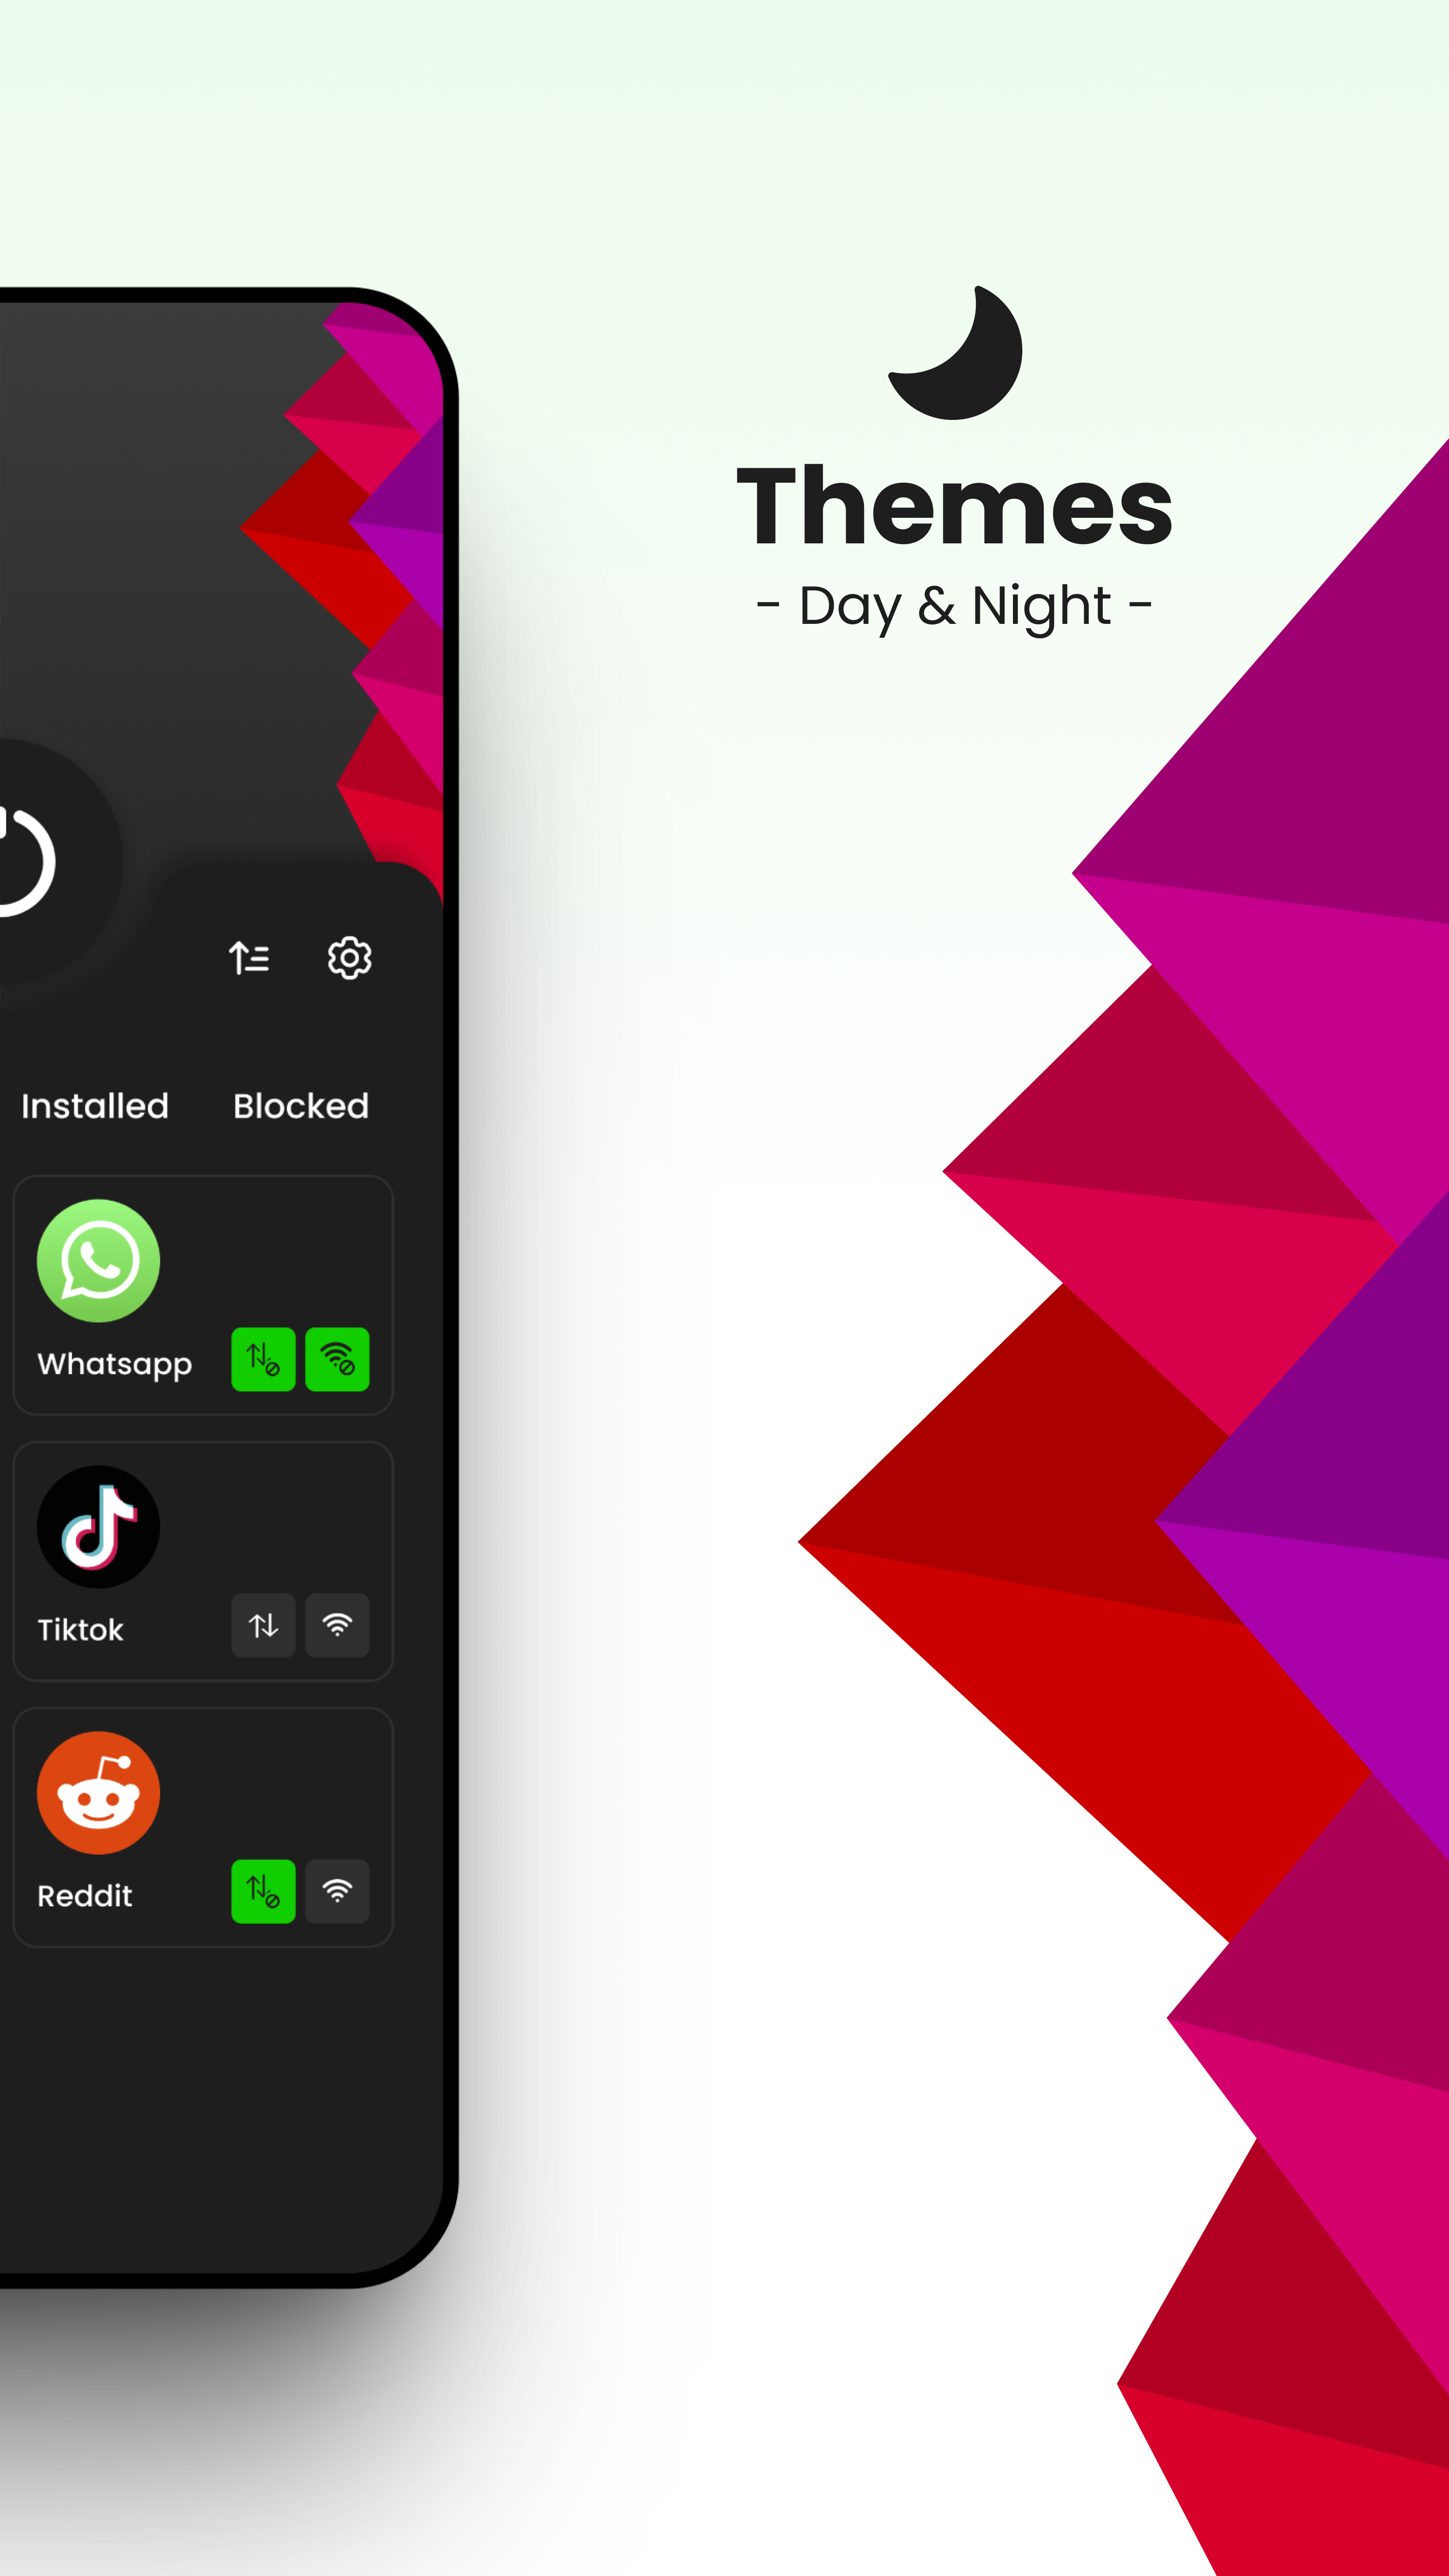 Themes
- Day & Night -
Installed
Blocked
Whatsapp
Tiktok
Reddit